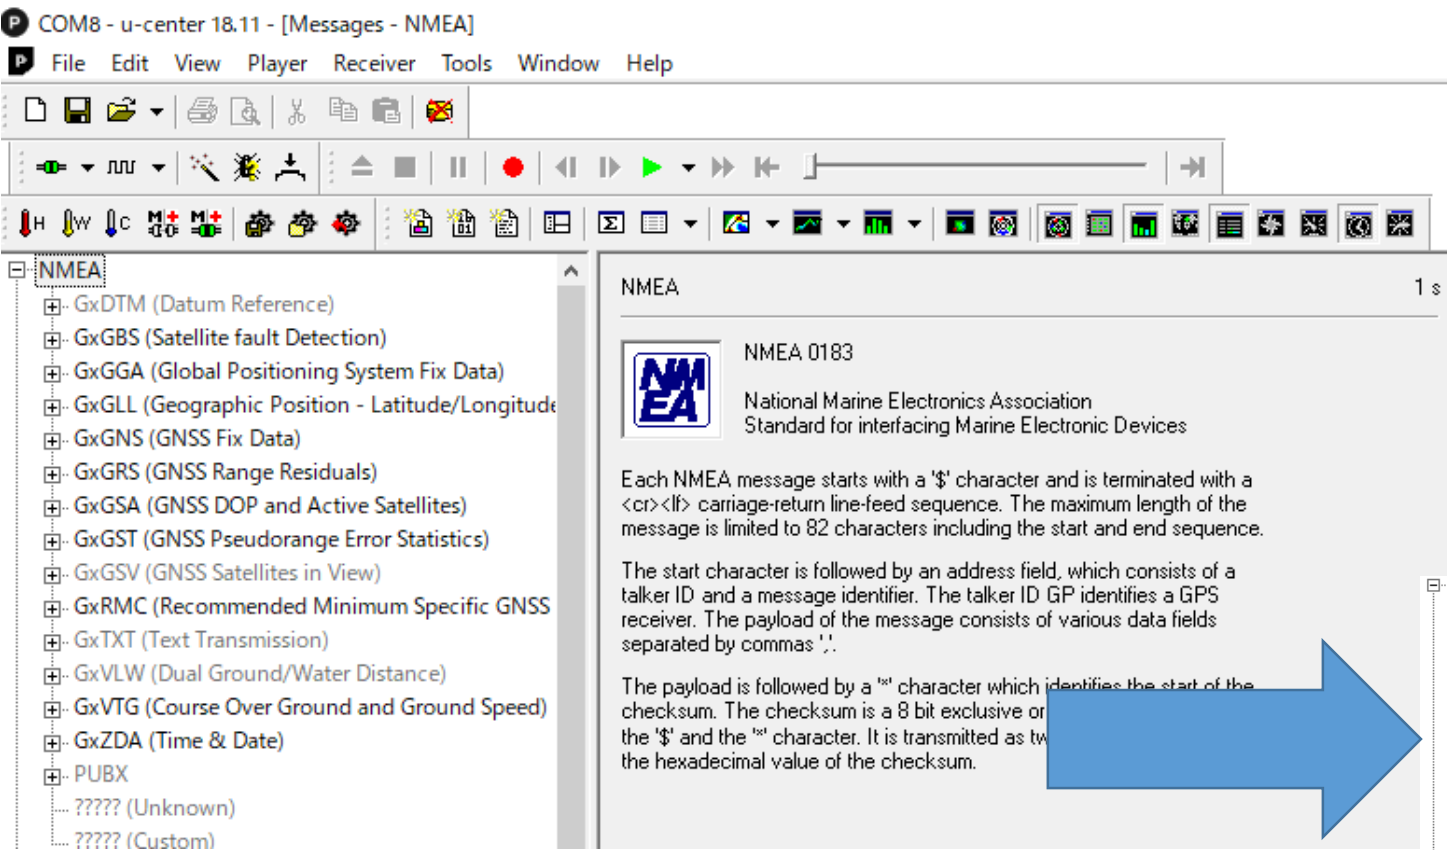 COM8 - u-center 18.11 - [Messages - NMEA]
File Edit View Player Receiver Tools Window Help
H W C
NMEA
GxDTM (Datum Reference)
GxGBS (Satellite fault Detection)
GxGGA (Global Positioning System Fix Data)
GxGLL (Geographic Position - Latitude/Longitude
GxGNS (GNSS Fix Data)
GxGRS (GNSS Range Residuals)
GxGSA (GNSS DOP and Active Satellites)
GxGST (GNSS Pseudorange Error Statistics)
GxGSV (GNSS Satellites in View)
GxRMC (Recommended Minimum Specific GNSS
GxTXT (Text Transmission)
GxVLW (Dual Ground/Water Distance)
GxVTG (Course Over Ground and Ground Speed)
GxZDA (Time & Date)
PUBX
????? (Unknown)
????? (Custom)
NMEA 1 s
NMEA
NMEA 0183
National Marine Electronics Association
Standard for interfacing Marine Electronic Devices
Each NMEA message starts with a '$' character and is terminated with a
<cr><lf> carriage-return line-feed sequence. The maximum length of the
message is limited to 82 characters including the start and end sequence.
The start character is followed by an address field, which consists of a
talker ID and a message identifier. The talker ID GP identifies a GPS
receiver. The payload of the message consists of various data fields
separated by commas ','.
The payload is followed by a '*' character which identifies the start of the
checksum. The checksum is a 8 bit exclusive or
the '$' and the '*' character. It is transmitted as tw
the hexadecimal value of the checksum.